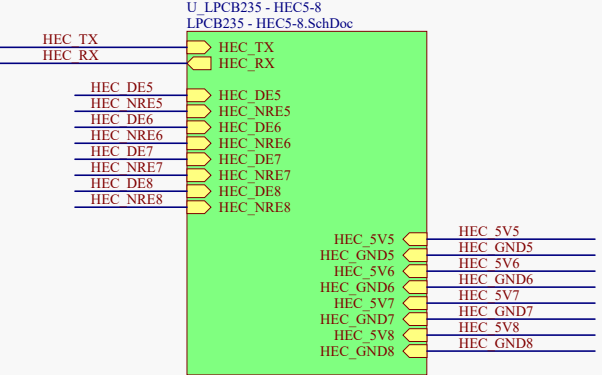 U_LPCB235 - HEC5-8
LPCB235 - HEC5-8.SchDoc
HEC_TX HEC_TX
HEC_RX HEC_RX
HEC_DE5 HEC_DE5
HEC_NRE5 HEC_NRE5
HEC_DE6 HEC_DE6
HEC_NRE6 HEC_NRE6
HEC_DE7 HEC_DE7
HEC_NRE7 HEC_NRE7
HEC_DE8 HEC_DE8
HEC_NRE8 HEC_NRE8
HEC_5V5 HEC_5V5
HEC_GND5 HEC_GND5
HEC_5V6 HEC_5V6
HEC_GND6 HEC_GND6
HEC_5V7 HEC_5V7
HEC_GND7 HEC_GND7
HEC_5V8 HEC_5V8
HEC_GND8 HEC_GND8